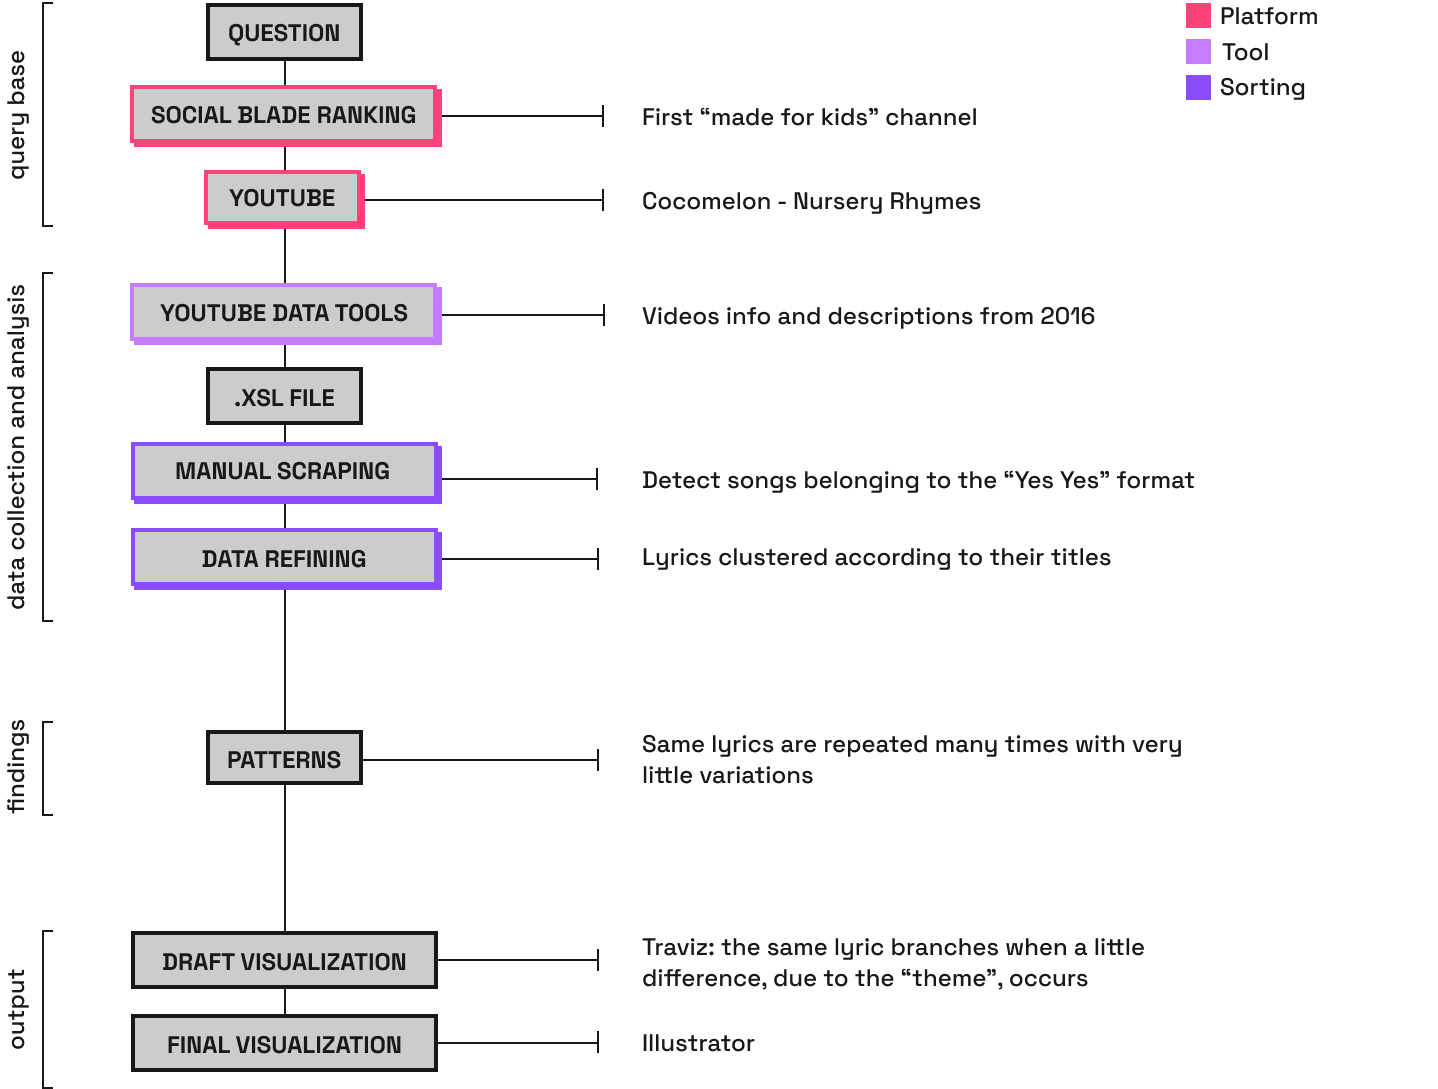 Platform
Tool
Sorting
query base
QUESTION
SOCIAL BLADE RANKING
First “made for kids” channel
YOUTUBE
Cocomelon - Nursery Rhymes
data collection and analysis
YOUTUBE DATA TOOLS
Videos info and descriptions from 2016
.XSL FILE
MANUAL SCRAPING
Detect songs belonging to the “Yes Yes” format
DATA REFINING
Lyrics clustered according to their titles
findings
PATTERNS
Same lyrics are repeated many times with very
little variations
output
DRAFT VISUALIZATION
Traviz: the same lyric branches when a little
difference, due to the “theme”, occurs
FINAL VISUALIZATION
Illustrator